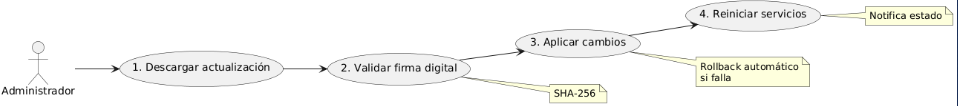 Administrador
1. Descargar actualización
2. Validar firma digital
SHA-256
3. Aplicar cambios
Rollback automático
si falla
4. Reiniciar servicios
Notifica estado